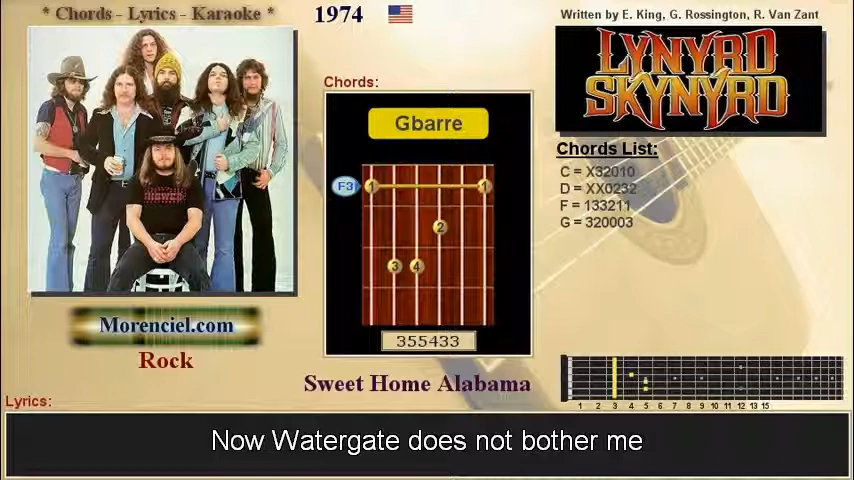 * Chords - Lyrics - Karaoke *
1974
Written by E. King, G. Rossington, R. Van Zant
LYNYRD
SKYNYRD
Chords:
Gbarre
F3
1
1
2
3 4
355433
Chords List:
C = X32010
D = XX0232
F = 133211
G = 320003
Morenciel.com
Rock
Sweet Home Alabama
1 2 3 4 5 6 7 8 9 10 11 12 13 15
Lyrics:
Now Watergate does not bother me